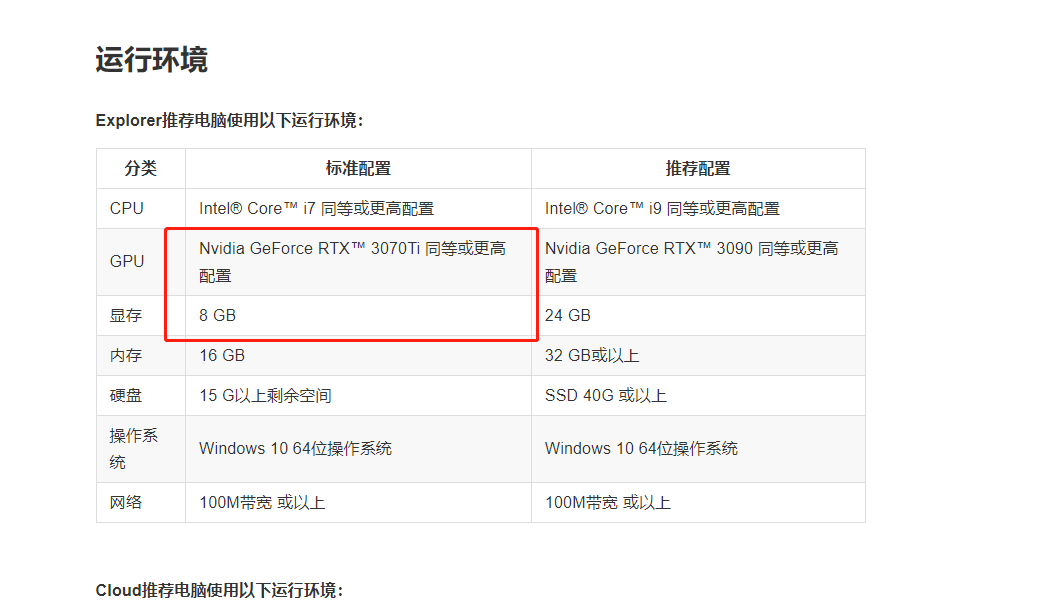 运行环境
Explorer推荐电脑使用以下运行环境：
分类 标准配置 推荐配置
CPU Intel® Core™ i7 同等或更高配置 Intel® Core™ i9 同等或更高配置
GPU Nvidia GeForce RTX™ 3070Ti 同等或更高配置 Nvidia GeForce RTX™ 3090 同等或更高配置
显存 8 GB 24 GB
内存 16 GB 32 GB或以上
硬盘 15 G以上剩余空间 SSD 40G 或以上
操作系统 Windows 10 64位操作系统 Windows 10 64位操作系统
网络 100M带宽 或以上 100M带宽 或以上
Cloud推荐电脑使用以下运行环境：